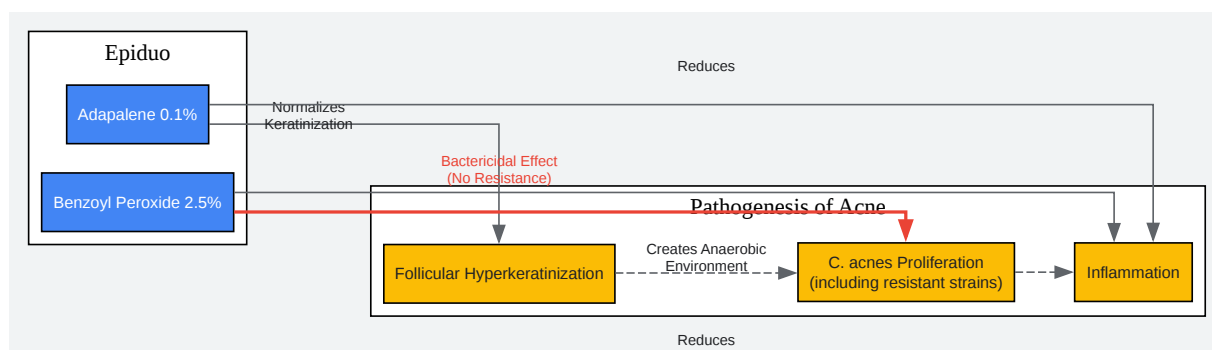 Epiduo
Reduces
Adapalene 0.1%
Normalizes
Keratinization
Bactericidal Effect
(No Resistance)
Benzoyl Peroxide 2.5%
Pathogenesis of Acne
Follicular Hyperkeratinization
Creates Anaerobic
Environment
C. acnes Proliferation
(including resistant strains)
Inflammation
Reduces